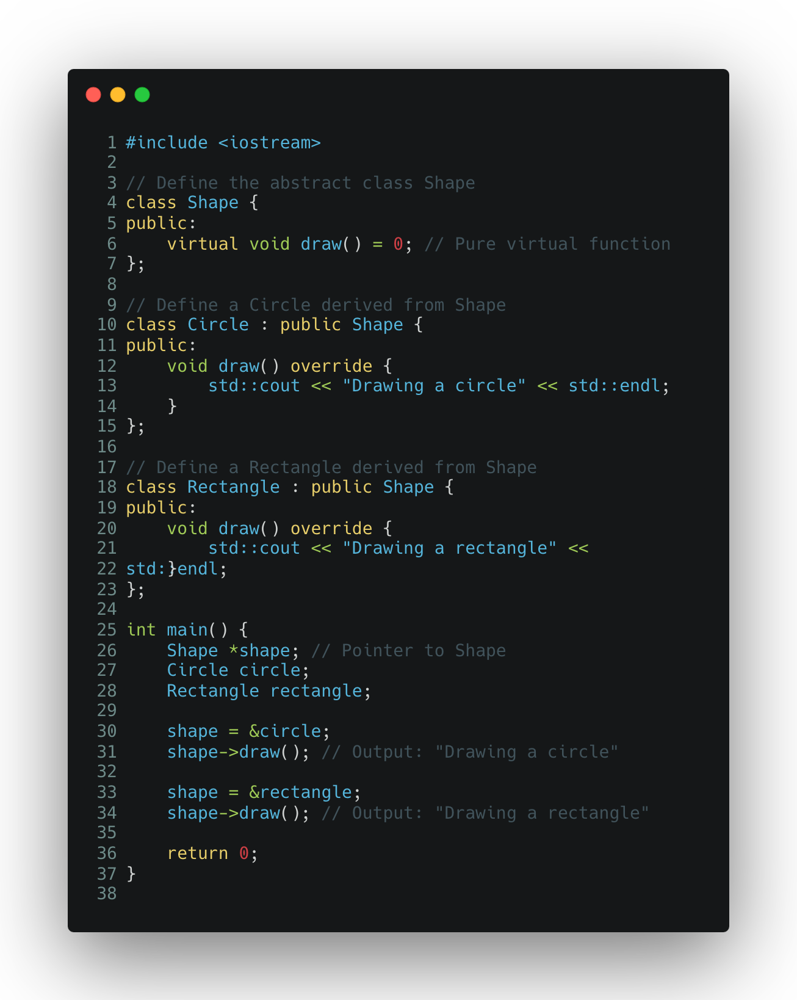 1 #include <iostream>
2
3 // Define the abstract class Shape
4 class Shape {
5 public:
6     virtual void draw() = 0; // Pure virtual function
7 };
8
9 // Define a Circle derived from Shape
10 class Circle : public Shape {
11 public:
12     void draw() override {
13         std::cout << "Drawing a circle" << std::endl;
14     }
15 };
16
17 // Define a Rectangle derived from Shape
18 class Rectangle : public Shape {
19 public:
20     void draw() override {
21         std::cout << "Drawing a rectangle" <<
22 std:}endl;
23 };
24
25 int main() {
26     Shape *shape; // Pointer to Shape
27     Circle circle;
28     Rectangle rectangle;
29
30     shape = &circle;
31     shape->draw(); // Output: "Drawing a circle"
32
33     shape = &rectangle;
34     shape->draw(); // Output: "Drawing a rectangle"
35
36     return 0;
37 }
38